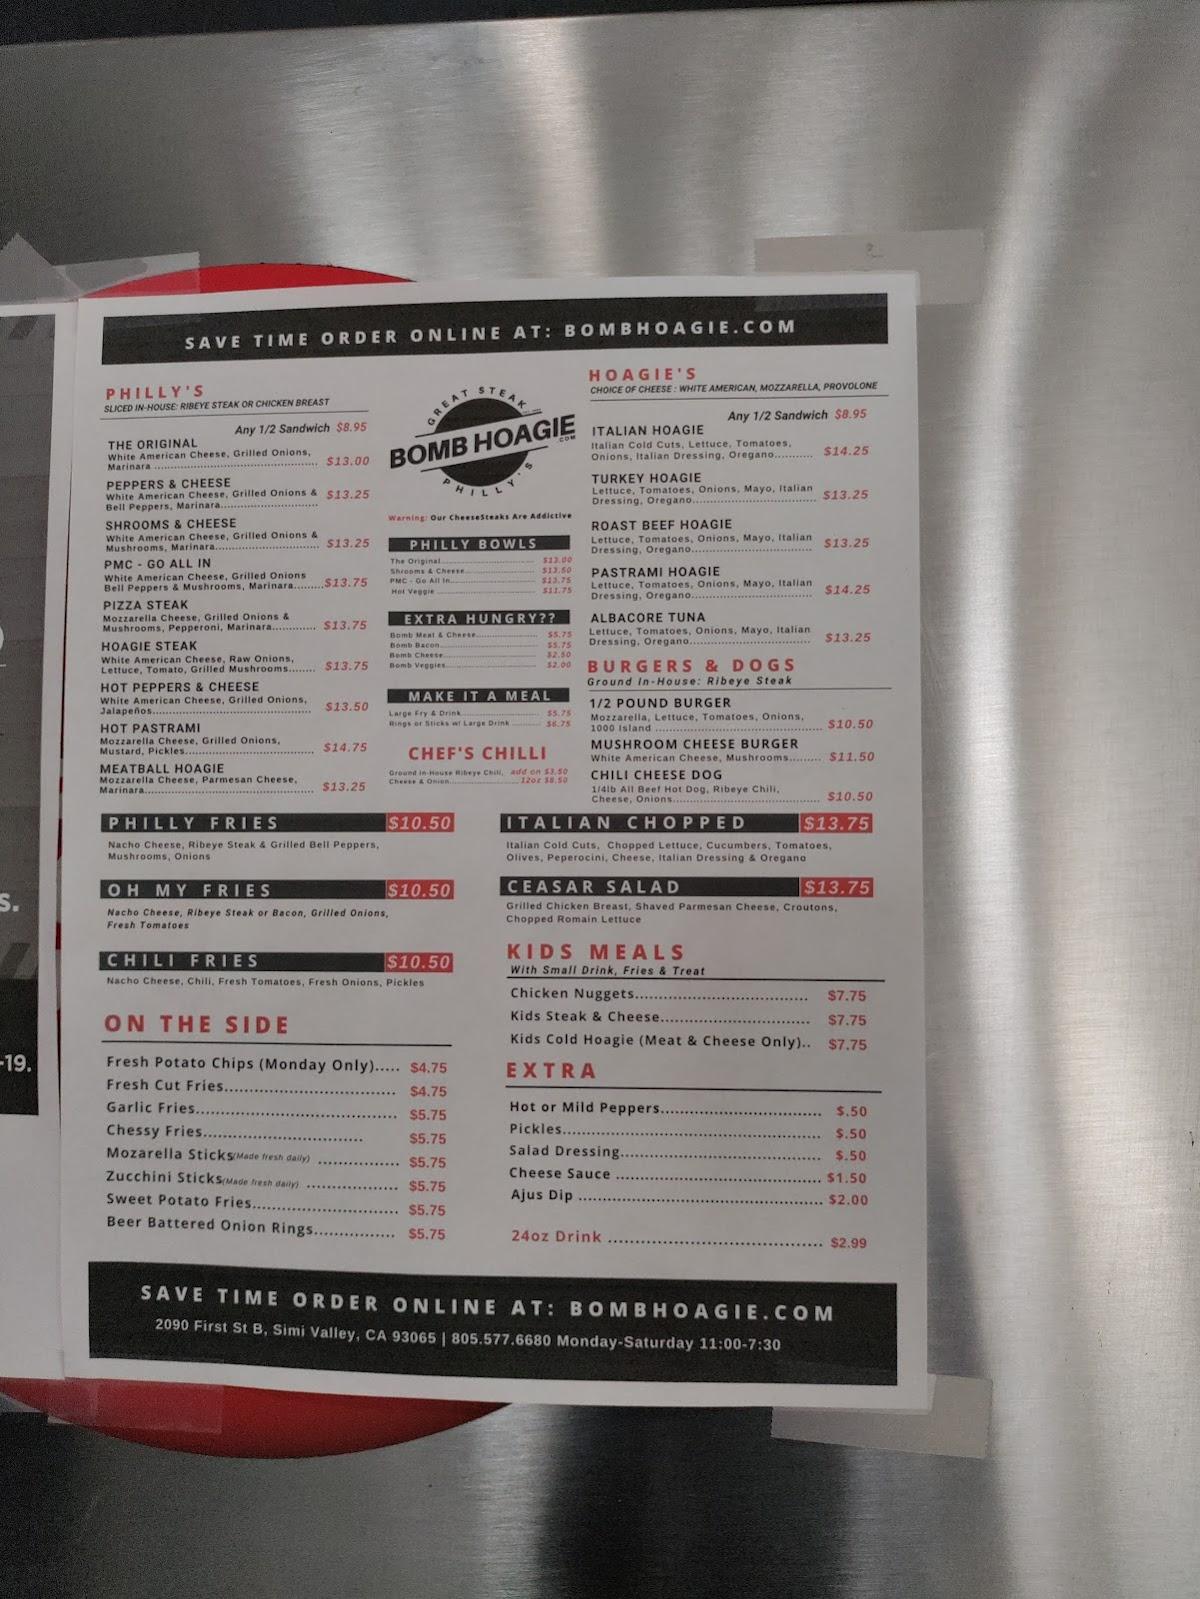 SAVE TIME ORDER ONLINE AT: BOMBHOAGIE.COM
PHILLY'S
SLICED IN-HOUSE: RIBEYE STEAK OR CHICKEN BREAST
Any 1/2 Sandwich $8.95
THE ORIGINAL
White American Cheese, Grilled Onions,
Marinara ........ $13.00
PEPPERS & CHEESE
White American Cheese, Grilled Onions &
Bell Peppers, Marinara........ $13.25
SHROOMS & CHEESE
White American Cheese, Grilled Onions &
Mushrooms, Marinara........ $13.25
PMC - GO ALL IN
White American Cheese, Grilled Onions
Bell Peppers & Mushrooms, Marinara........ $13.75
PIZZA STEAK
Mozzarella Cheese, Grilled Onions &
Mushrooms, Pepperoni, Marinara........ $13.75
HOAGIE STEAK
White American Cheese, Raw Onions,
Lettuce, Tomato, Grilled Mushrooms....... $13.75
HOT PEPPERS & CHEESE
White American Cheese, Grilled Onions,
Jalapeños........ $13.50
HOT PASTRAMI
Mozzarella Cheese, Grilled Onions,
Mustard, Pickles........ $14.75
MEATBALL HOAGIE
Mozzarella Cheese, Parmesan Cheese,
Marinara........ $13.25
GREAT STEAK
BOMB HOAGIE
.COM
PHILLY'S
Warning: Our CheeseSteaks Are Addictive
PHILLY BOWLS
The Original........ $13.00
Shrooms & Cheese........ $13.50
PMC - Go All In........ $13.75
Hot Veggie ........ $11.75
EXTRA HUNGRY??
Bomb Meat & Cheese........ $5.75
Bomb Bacon........ $5.75
Bomb Cheese........ $2.50
Bomb Veggies........ $2.00
MAKE IT A MEAL
Large Fry & Drink........ $5.75
Rings or Sticks w/ Large Drink ........ $6.75
CHEF'S CHILLI
Ground In-House Ribeye Chili, add on $3.50
Cheese & Onion........ 12oz $8.50
HOAGIE'S
CHOICE OF CHEESE : WHITE AMERICAN, MOZZARELLA, PROVOLONE
Any 1/2 Sandwich $8.95
ITALIAN HOAGIE
Italian Cold Cuts, Lettuce, Tomatoes,
Onions, Italian Dressing, Oregano.......... $14.25
TURKEY HOAGIE
Lettuce, Tomatoes, Onions, Mayo, Italian
Dressing, Oregano........ $13.25
ROAST BEEF HOAGIE
Lettuce, Tomatoes, Onions, Mayo, Italian
Dressing, Oregano........ $13.25
PASTRAMI HOAGIE
Lettuce, Tomatoes, Onions, Mayo, Italian
Dressing, Oregano........ $14.25
ALBACORE TUNA
Lettuce, Tomatoes, Onions, Mayo, Italian
Dressing, Oregano........ $13.25
BURGERS & DOGS
Ground In-House: Ribeye Steak
1/2 POUND BURGER
Mozzarella, Lettuce, Tomatoes, Onions,
1000 Island ........ $10.50
MUSHROOM CHEESE BURGER
White American Cheese, Mushrooms........ $11.50
CHILI CHEESE DOG
1/4lb All Beef Hot Dog, Ribeye Chili,
Cheese, Onions........ $10.50
PHILLY FRIES $10.50
Nacho Cheese, Ribeye Steak & Grilled Bell Peppers,
Mushrooms, Onions
OH MY FRIES $10.50
Nacho Cheese, Ribeye Steak or Bacon, Grilled Onions,
Fresh Tomatoes
CHILI FRIES $10.50
Nacho Cheese, Chili, Fresh Tomatoes, Fresh Onions, Pickles
ON THE SIDE
Fresh Potato Chips (Monday Only)..... $4.75
Fresh Cut Fries........ $4.75
Garlic Fries........ $5.75
Chessy Fries........ $5.75
Mozarella Sticks(Made fresh daily) ........ $5.75
Zucchini Sticks(Made fresh daily) ........ $5.75
Sweet Potato Fries........ $5.75
Beer Battered Onion Rings........ $5.75
ITALIAN CHOPPED $13.75
Italian Cold Cuts, Chopped Lettuce, Cucumbers, Tomatoes,
Olives, Peperocini, Cheese, Italian Dressing & Oregano
CEASAR SALAD $13.75
Grilled Chicken Breast, Shaved Parmesan Cheese, Croutons,
Chopped Romain Lettuce
KIDS MEALS
With Small Drink, Fries & Treat
Chicken Nuggets........ $7.75
Kids Steak & Cheese........ $7.75
Kids Cold Hoagie (Meat & Cheese Only).. $7.75
EXTRA
Hot or Mild Peppers........ $.50
Pickles........ $.50
Salad Dressing........ $.50
Cheese Sauce ........ $1.50
Ajus Dip ........ $2.00
24oz Drink ........ $2.99
SAVE TIME ORDER ONLINE AT: BOMBHOAGIE.COM
2090 First St B, Simi Valley, CA 93065 | 805.577.6680 Monday-Saturday 11:00-7:30
s.
-19.